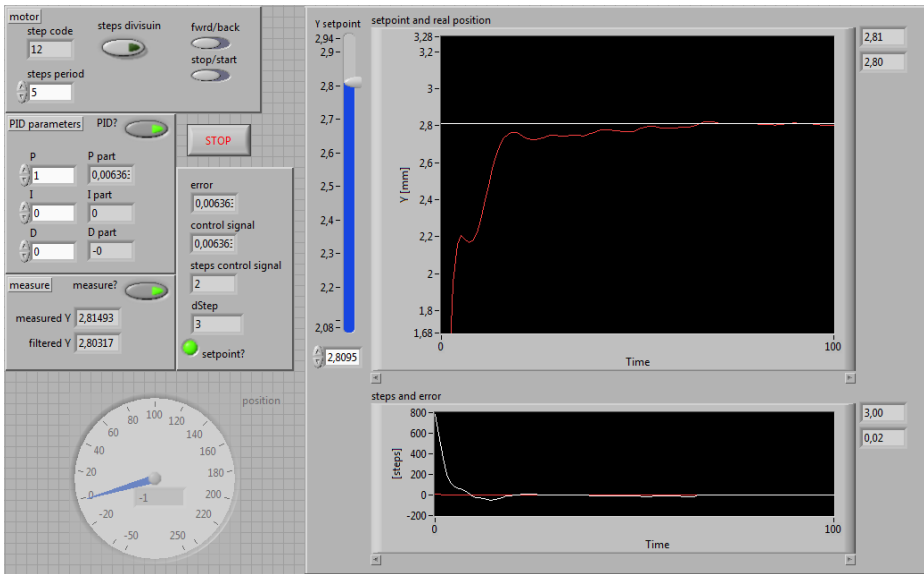 motor
step code
12
steps divisuin
fwrd/back
stop/start
steps period
5
PID parameters
PID?
P
P part
1
0,00636
I
I part
0
0
D
D part
0
-0
STOP
error
0,00636
control signal
0,00636
steps control signal
2
dStep
3
setpoint?
measure
measure?
measured Y
2,81493
filtered Y
2,80317
position
-50
-20
0
20
40
60
80
100
120
140
160
180
200
220
250
-1
Y setpoint
2,94
2,9
2,8
2,7
2,6
2,5
2,4
2,3
2,2
2,08
2,8095
setpoint and real position
Y [mm]
3,28
3,2
3
2,8
2,6
2,4
2,2
2
1,8
1,68
0
100
Time
2,81
2,80
steps and error
[steps]
800
600
400
200
0
-200
0
100
Time
3,00
0,02